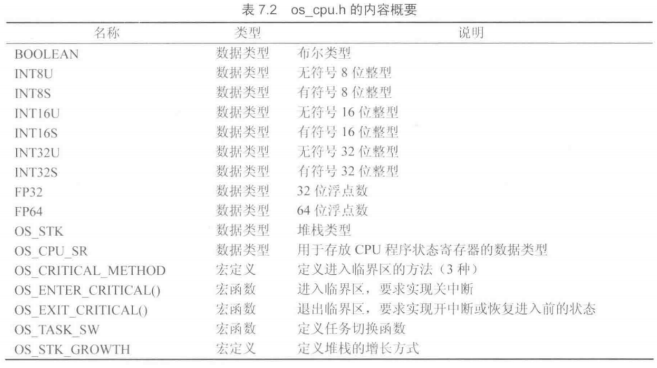 表 7.2 os_cpu.h 的内容概要
名称 类型 说明
BOOLEAN 数据类型 布尔类型
INT8U 数据类型 无符号 8 位整型
INT8S 数据类型 有符号 8 位整型
INT16U 数据类型 无符号 16 位整型
INT16S 数据类型 有符号 16 位整型
INT32U 数据类型 无符号 32 位整型
INT32S 数据类型 有符号 32 位整型
FP32 数据类型 32 位浮点数
FP64 数据类型 64 位浮点数
OS_STK 数据类型 堆栈类型
OS_CPU_SR 数据类型 用于存放 CPU 程序状态寄存器的数据类型
OS_CRITICAL_METHOD 宏定义 定义进入临界区的方法（3 种）
OS_ENTER_CRITICAL() 宏函数 进入临界区，要求实现关中断
OS_EXIT_CRITICAL() 宏函数 退出临界区，要求实现开中断或恢复进入前的状态
OS_TASK_SW 宏函数 定义任务切换函数
OS_STK_GROWTH 宏定义 定义堆栈的增长方式